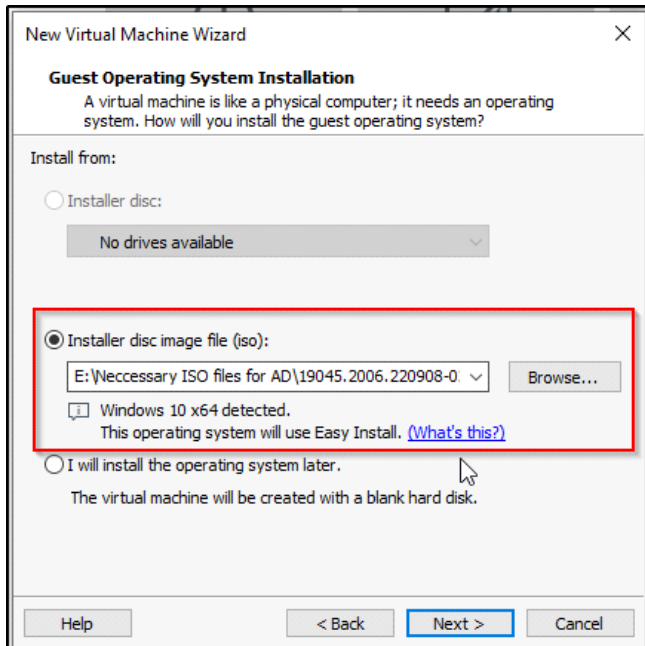 New Virtual Machine Wizard
Guest Operating System Installation
A virtual machine is like a physical computer; it needs an operating
system. How will you install the guest operating system?
Install from:
Installer disc:
No drives available
Installer disc image file (iso):
E:\Neccessary ISO files for AD\19045.2006.220908-0
Browse...
Windows 10 x64 detected.
This operating system will use Easy Install. (What's this?)
I will install the operating system later.
The virtual machine will be created with a blank hard disk.
Help
< Back
Next >
Cancel